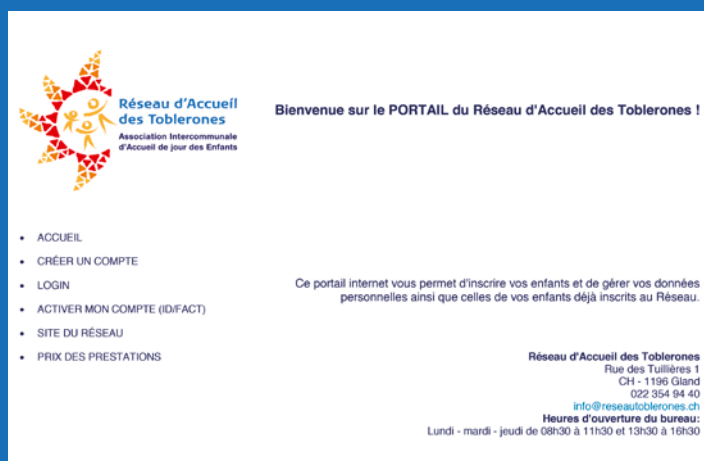 Réseau d'Accueil
des Toblerones
Association Intercommunale
d'Accueil de jour des Enfants
Bienvenue sur le PORTAIL du Réseau d'Accueil des Toblerones !
• ACCUEIL
• CRÉER UN COMPTE
• LOGIN
• ACTIVER MON COMPTE (ID/FACT)
• SITE DU RÉSEAU
• PRIX DES PRESTATIONS
Ce portail internet vous permet d'inscrire vos enfants et de gérer vos données
personnelles ainsi que celles de vos enfants déjà inscrits au Réseau.
Réseau d'Accueil des Toblerones
Rue des Tuillières 1
CH - 1196 Gland
022 354 94 40
info@reseautoblerones.ch
Heures d'ouverture du bureau:
Lundi - mardi - jeudi de 08h30 à 11h30 et 13h30 à 16h30